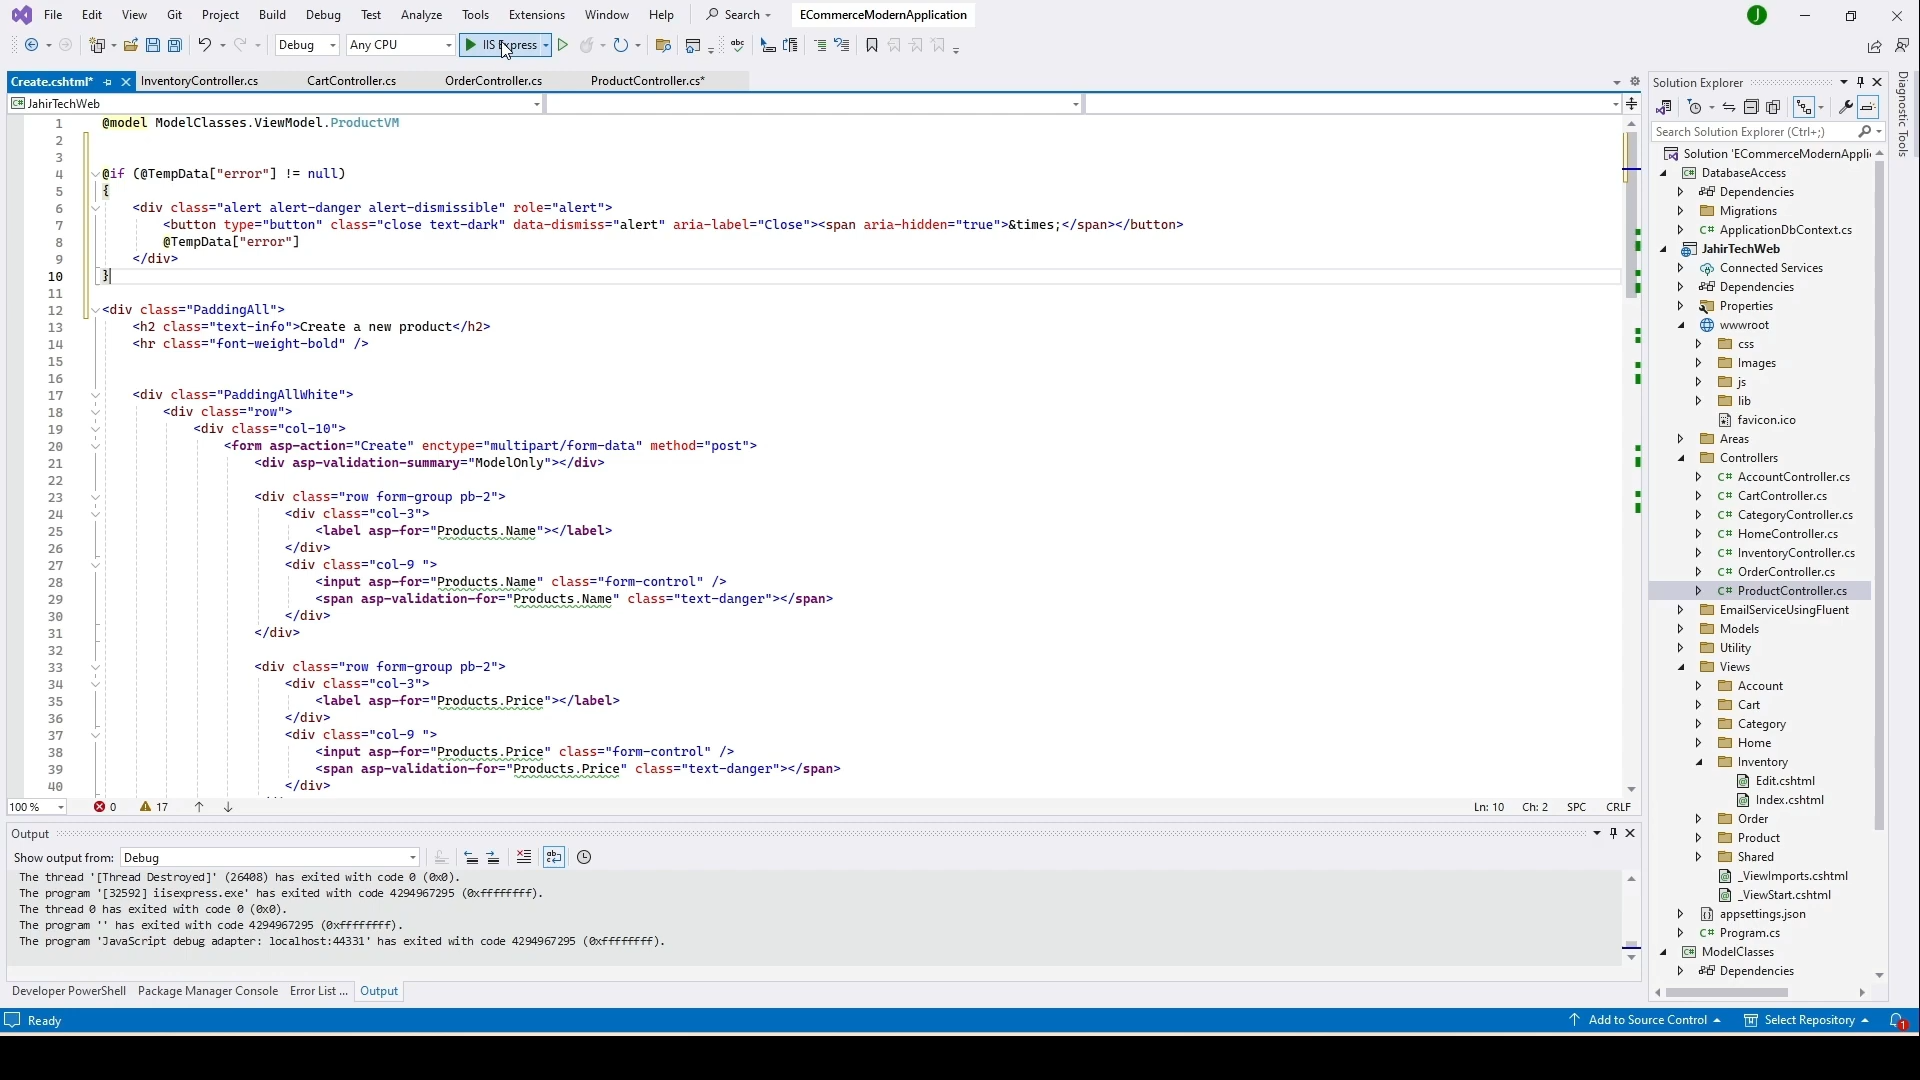 File Edit View Git Project Build Debug Test Analyze Tools Extensions Window Help Search ECommerceModernApplication J
Debug Any CPU IIS Express
Create.cshtml* InventoryController.cs CartController.cs OrderController.cs ProductController.cs*
JahirTechWeb
1 @model ModelClasses.ViewModel.ProductVM
2
3
4 @if (@TempData["error"] != null)
5 {
6 <div class="alert alert-danger alert-dismissible" role="alert">
7 <button type="button" class="close text-dark" data-dismiss="alert" aria-label="Close"><span aria-hidden="true">&times;</span></button>
8 @TempData["error"]
9 </div>
10 }
11
12 <div class="PaddingAll">
13 <h2 class="text-info">Create a new product</h2>
14 <hr class="font-weight-bold" />
15
16
17 <div class="PaddingAllWhite">
18 <div class="row">
19 <div class="col-10">
20 <form asp-action="Create" enctype="multipart/form-data" method="post">
21 <div asp-validation-summary="ModelOnly"></div>
22
23 <div class="row form-group pb-2">
24 <div class="col-3">
25 <label asp-for="Products.Name"></label>
26 </div>
27 <div class="col-9 ">
28 <input asp-for="Products.Name" class="form-control" />
29 <span asp-validation-for="Products.Name" class="text-danger"></span>
30 </div>
31 </div>
32
33 <div class="row form-group pb-2">
34 <div class="col-3">
35 <label asp-for="Products.Price"></label>
36 </div>
37 <div class="col-9 ">
38 <input asp-for="Products.Price" class="form-control" />
39 <span asp-validation-for="Products.Price" class="text-danger"></span>
40 </div>
100 % 0 17 Ln: 10 Ch: 2 SPC CRLF
Output
Show output from: Debug
The thread '[Thread Destroyed]' (26408) has exited with code 0 (0x0).
The program '[32592] iisexpress.exe' has exited with code 4294967295 (0xffffffff).
The thread 0 has exited with code 0 (0x0).
The program '' has exited with code 4294967295 (0xffffffff).
The program 'JavaScript debug adapter: localhost:44331' has exited with code 4294967295 (0xffffffff).
Developer PowerShell Package Manager Console Error List ... Output
Ready Add to Source Control Select Repository 1
Solution Explorer
Search Solution Explorer (Ctrl+;)
Solution 'ECommerceModernAppli
DatabaseAccess
Dependencies
Migrations
C# ApplicationDbContext.cs
JahirTechWeb
Connected Services
Dependencies
Properties
wwwroot
css
Images
js
lib
favicon.ico
Areas
Controllers
C# AccountController.cs
C# CartController.cs
C# CategoryController.cs
C# HomeController.cs
C# InventoryController.cs
C# OrderController.cs
C# ProductController.cs
EmailServiceUsingFluent
Models
Utility
Views
Account
Cart
Category
Home
Inventory
Edit.cshtml
Index.cshtml
Order
Product
Shared
_ViewImports.cshtml
_ViewStart.cshtml
appsettings.json
C# Program.cs
ModelClasses
Dependencies
Diagnostic Tools